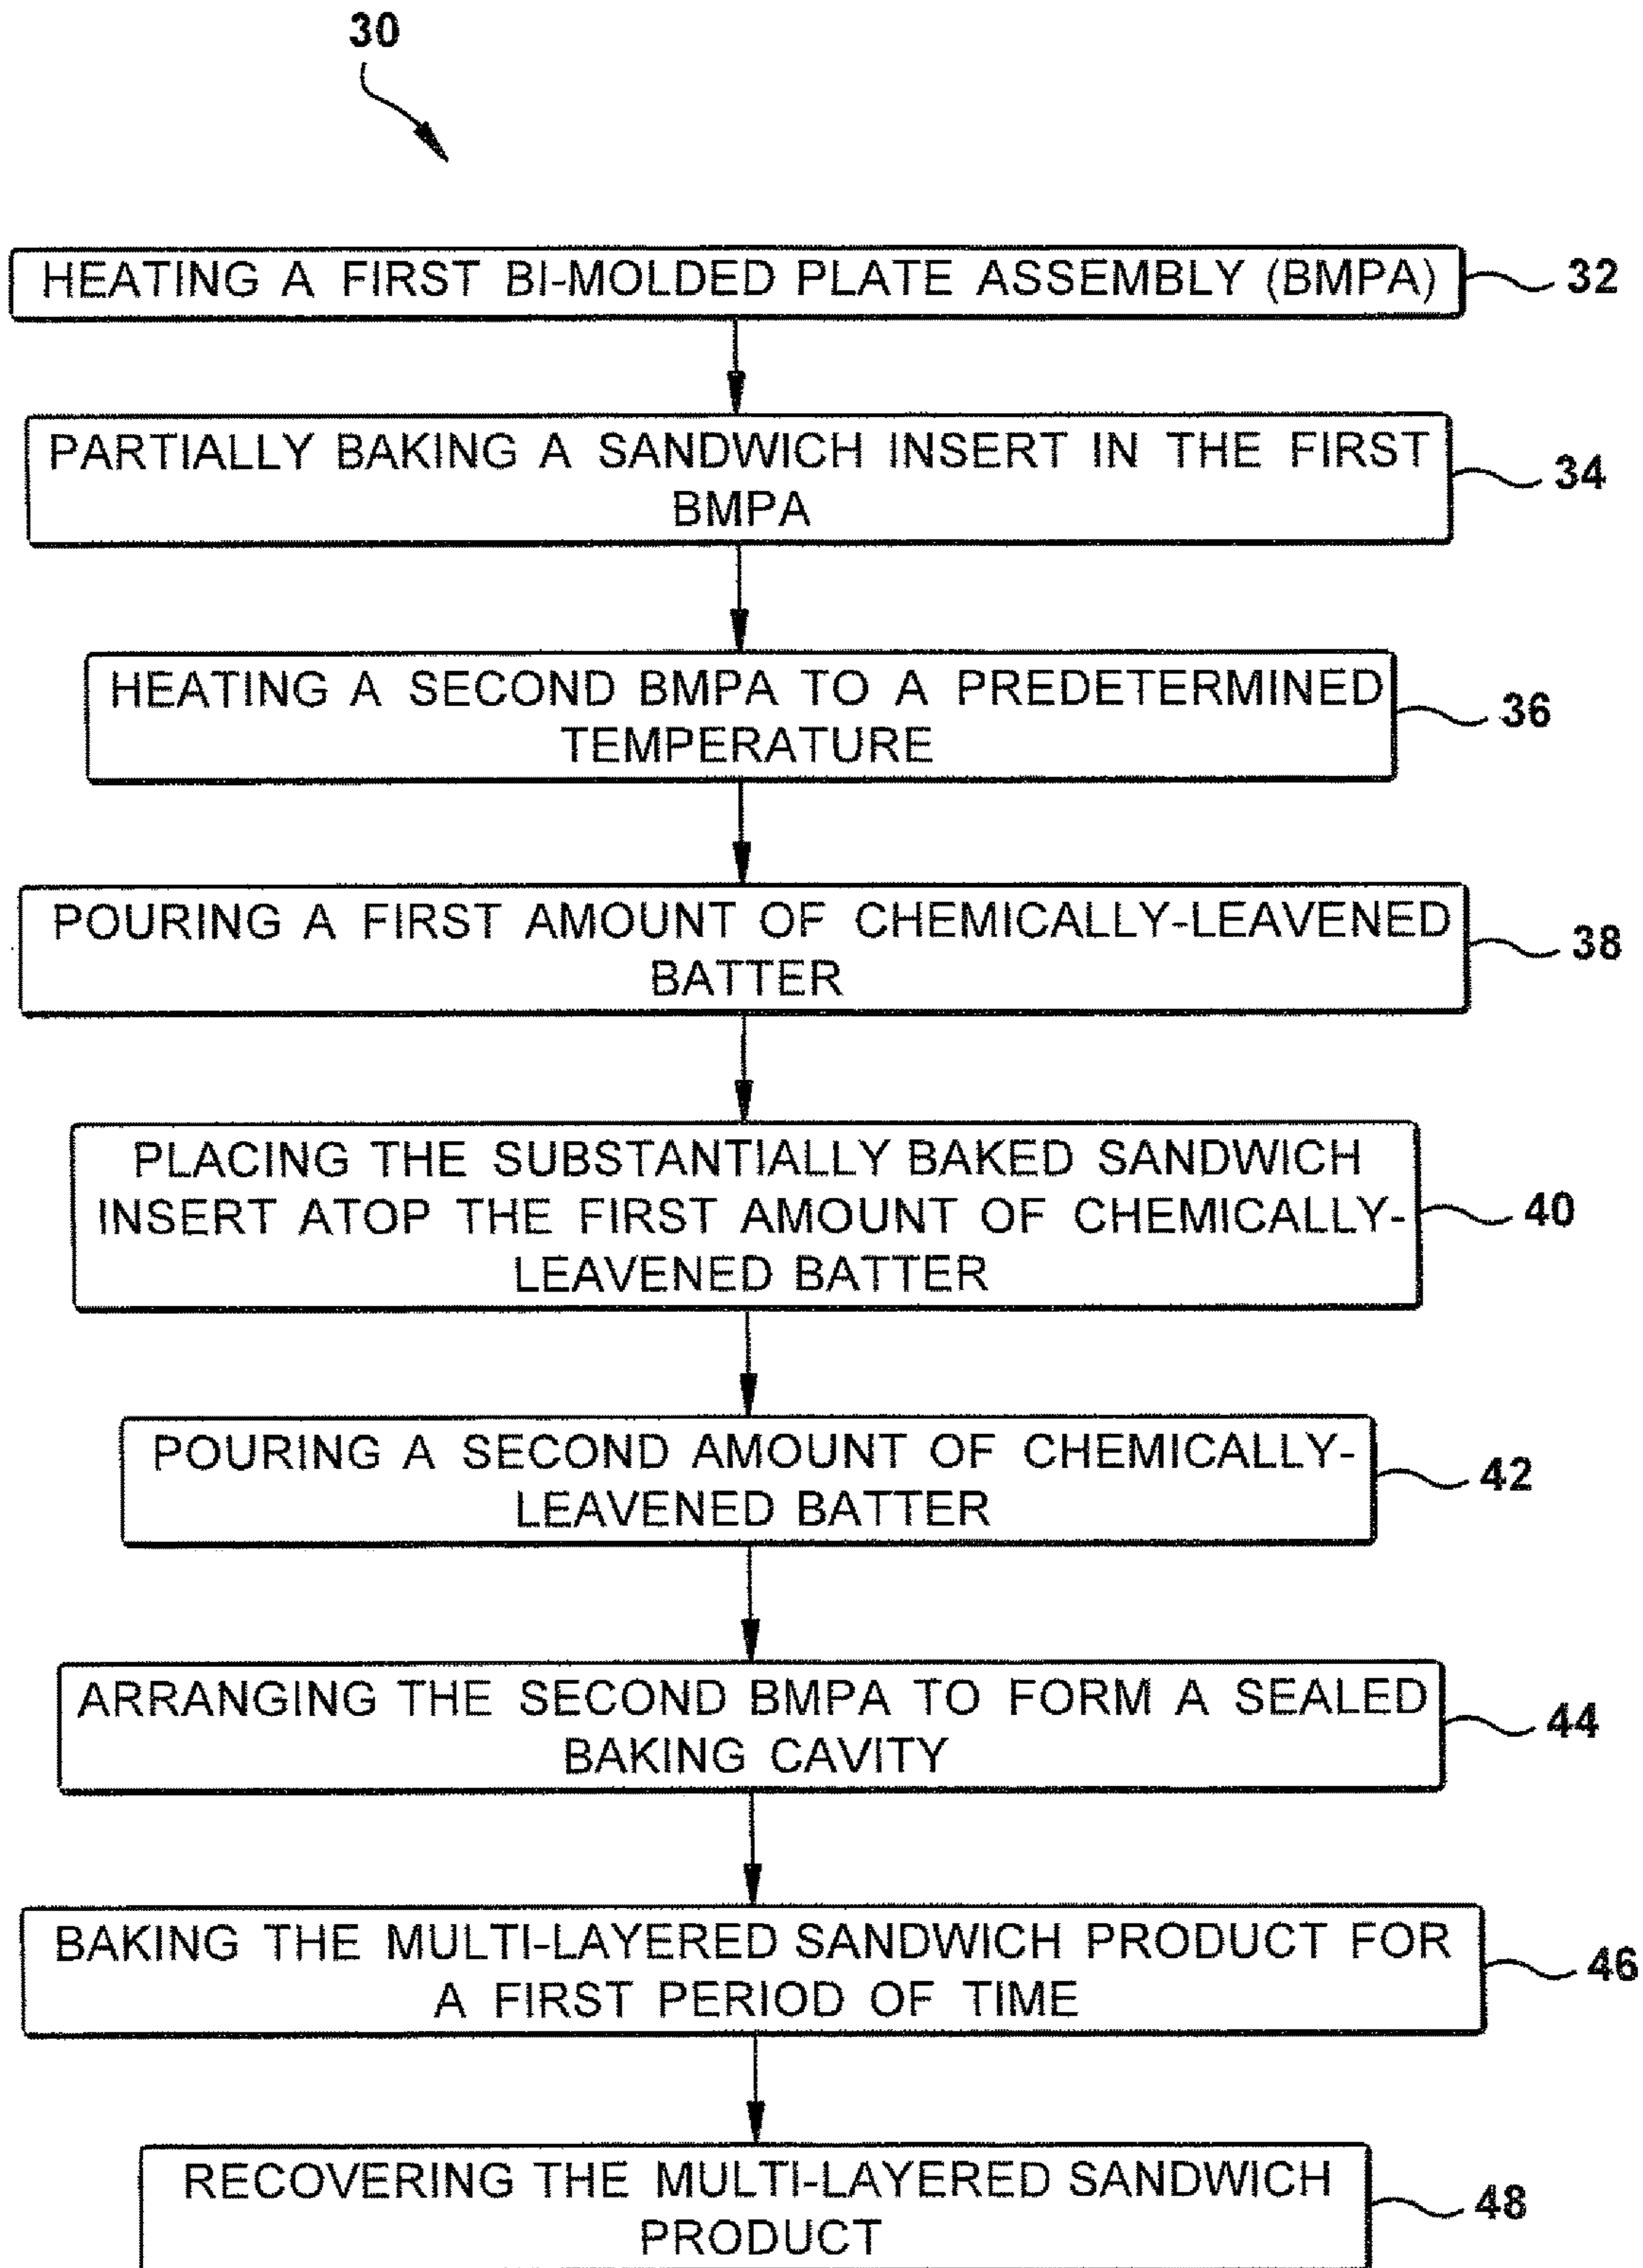 30
HEATING A FIRST BI-MOLDED PLATE ASSEMBLY (BMPA)
32
PARTIALLY BAKING A SANDWICH INSERT IN THE FIRST
BMPA
34
HEATING A SECOND BMPA TO A PREDETERMINED
TEMPERATURE
36
POURING A FIRST AMOUNT OF CHEMICALLY-LEAVENED
BATTER
38
PLACING THE SUBSTANTIALLY BAKED SANDWICH
INSERT ATOP THE FIRST AMOUNT OF CHEMICALLY-
LEAVENED BATTER
40
POURING A SECOND AMOUNT OF CHEMICALLY-
LEAVENED BATTER
42
ARRANGING THE SECOND BMPA TO FORM A SEALED
BAKING CAVITY
44
BAKING THE MULTI-LAYERED SANDWICH PRODUCT FOR
A FIRST PERIOD OF TIME
46
RECOVERING THE MULTI-LAYERED SANDWICH
PRODUCT
48